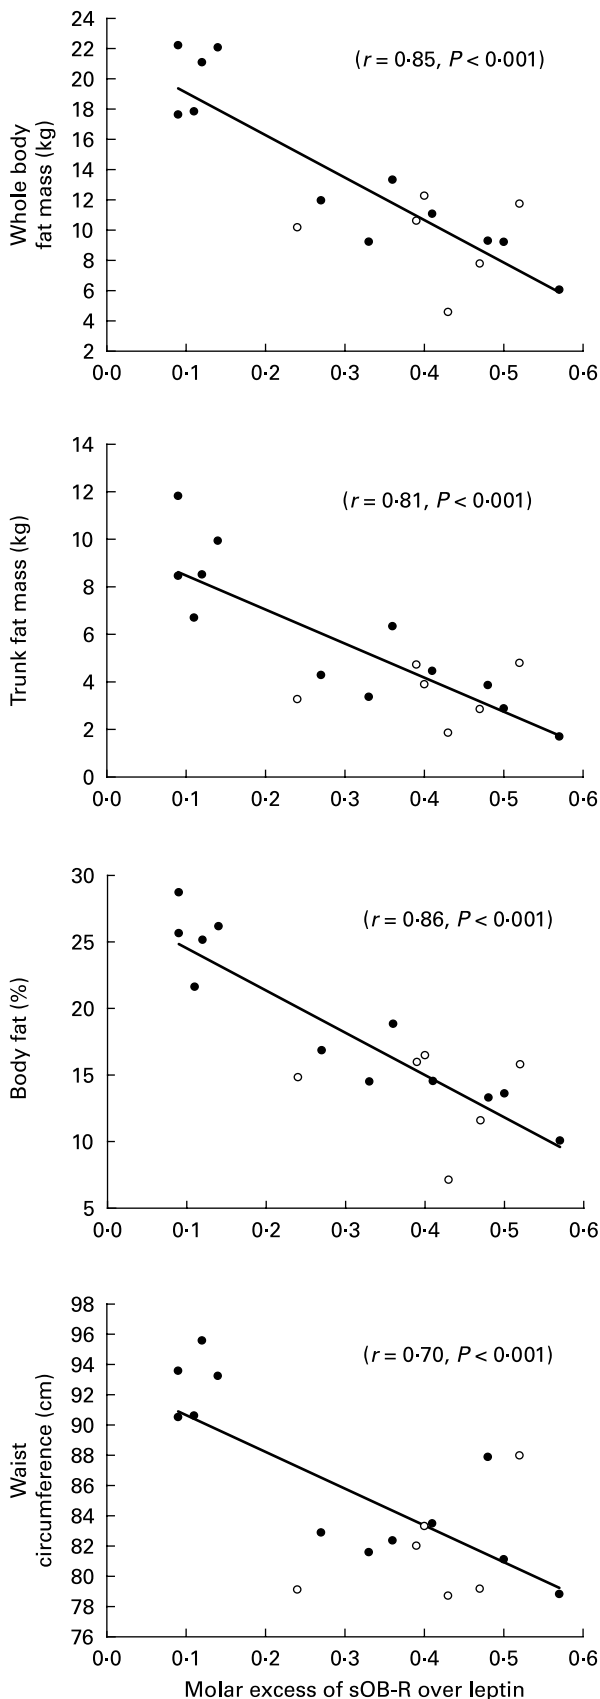 24
22
20
18
16
14
12
10
8
6
4
2
Whole body
fat mass (kg)
(r = 0·85, P < 0·001)
0·0 0·1 0·2 0·3 0·4 0·5 0·6
14
12
10
8
6
4
2
0
Trunk fat mass (kg)
(r = 0·81, P < 0·001)
0·0 0·1 0·2 0·3 0·4 0·5 0·6
30
25
20
15
10
5
Body fat (%)
(r = 0·86, P < 0·001)
0·0 0·1 0·2 0·3 0·4 0·5 0·6
98
96
94
92
90
88
86
84
82
80
78
76
Waist
circumference (cm)
(r = 0·70, P < 0·001)
0·0 0·1 0·2 0·3 0·4 0·5 0·6
Molar excess of sOB-R over leptin